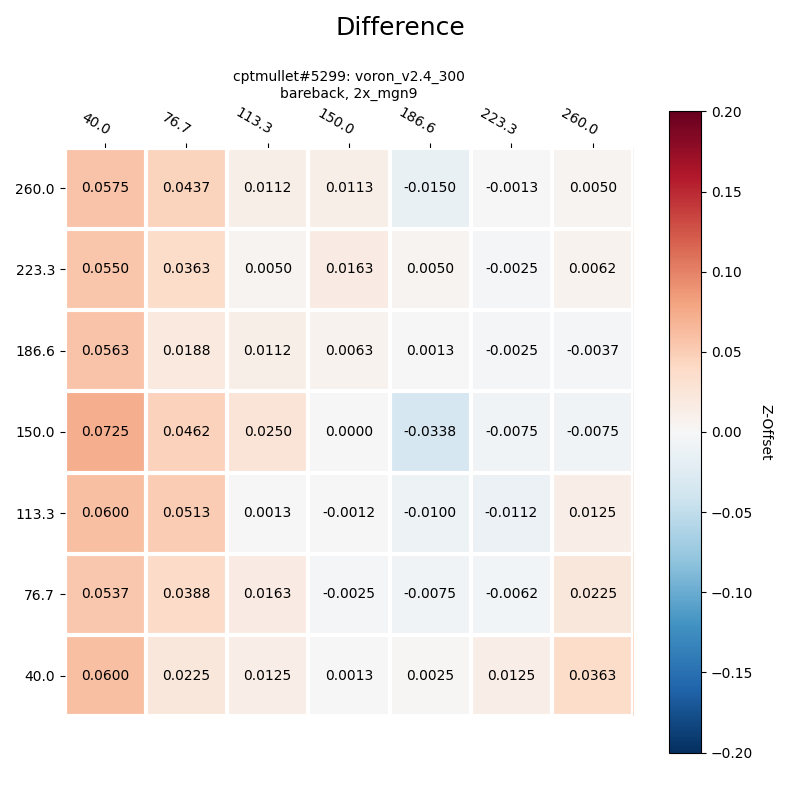 Difference
cptmullet#5299: voron_v2.4_300
bareback, 2x_mgn9
40.0 76.7 113.3 150.0 186.6 223.3 260.0
260.0 0.0575 0.0437 0.0112 0.0113 -0.0150 -0.0013 0.0050
223.3 0.0550 0.0363 0.0050 0.0163 0.0050 -0.0025 0.0062
186.6 0.0563 0.0188 0.0112 0.0063 0.0013 -0.0025 -0.0037
150.0 0.0725 0.0462 0.0250 0.0000 -0.0338 -0.0075 -0.0075
113.3 0.0600 0.0513 0.0013 -0.0012 -0.0100 -0.0112 0.0125
76.7 0.0537 0.0388 0.0163 -0.0025 -0.0075 -0.0062 0.0225
40.0 0.0600 0.0225 0.0125 0.0013 0.0025 0.0125 0.0363
0.20
0.15
0.10
0.05
0.00
−0.05
−0.10
−0.15
−0.20
Z-Offset